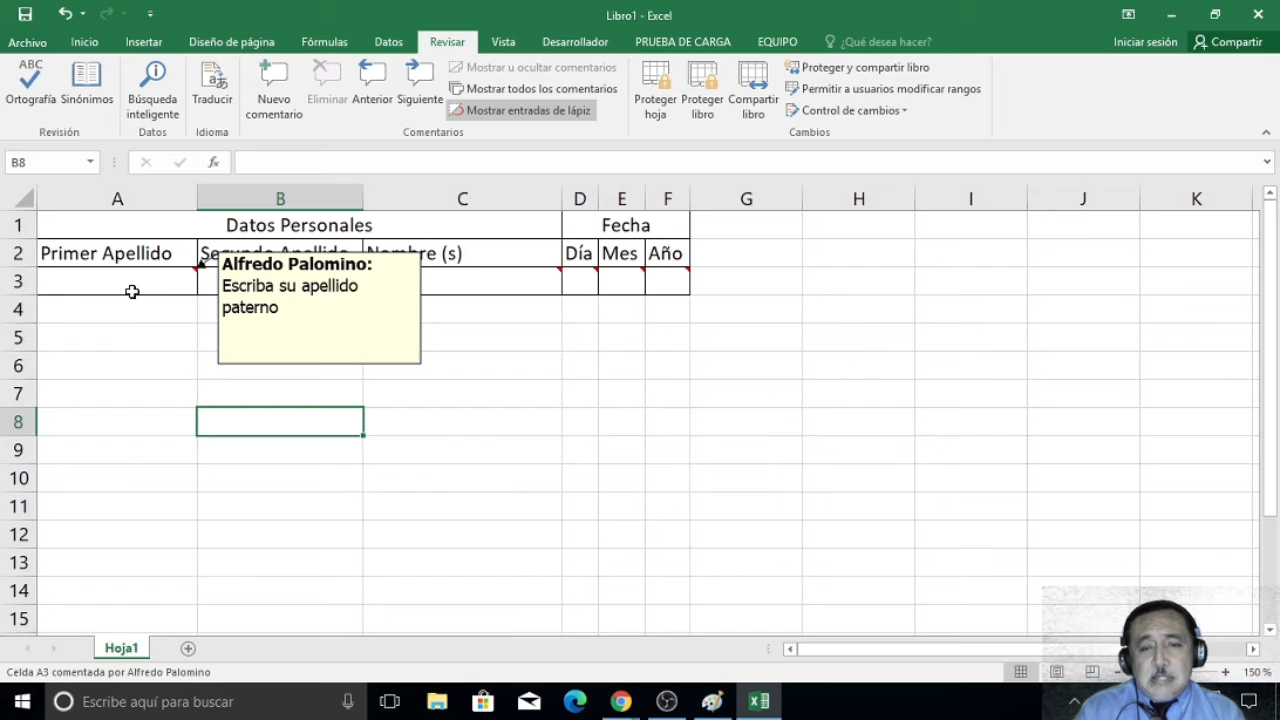 Libro1 - Excel
Archivo Inicio Insertar Diseño de página Fórmulas Datos Revisar Vista Desarrollador PRUEBA DE CARGA EQUIPO ¿Qué desea hacer? Iniciar sesión Compartir
ABC
Ortografía Sinónimos
Revisión
Búsqueda
inteligente
Datos
Traducir
Idioma
Nuevo
comentario
Eliminar Anterior Siguiente
Mostrar u ocultar comentarios
Mostrar todos los comentarios
Mostrar entradas de lápiz
Comentarios
Proteger
hoja
Proteger
libro
Compartir
libro
Proteger y compartir libro
Permitir a usuarios modificar rangos
Control de cambios
Cambios
B8 fx
A B C D E F G H I J K
1 Datos Personales Fecha
2 Primer Apellido Segundo Apellido Nombre (s) Día Mes Año
Alfredo Palomino:
Escriba su apellido
paterno
3
4
5
6
7
8
9
10
11
12
13
14
15
Hoja1
Celda A3 comentada por Alfredo Palomino 150 %
Escribe aquí para buscar